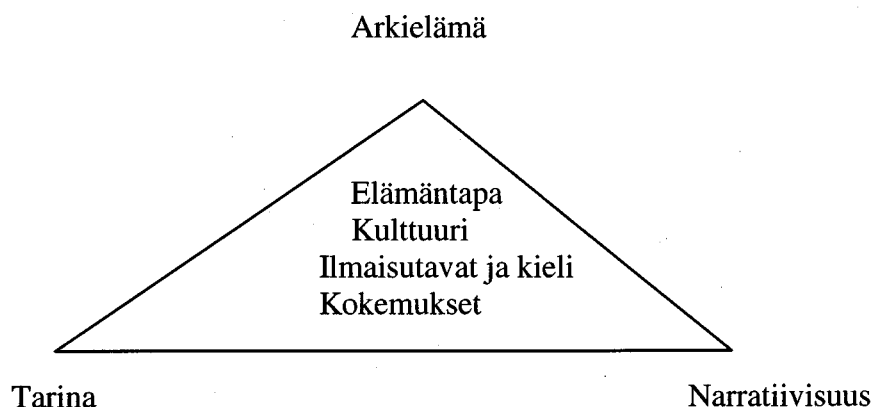 Arkielämä
Elämäntapa
Kulttuuri
Ilmaisutavat ja kieli
Kokemukset
Tarina
Narratiivisuus